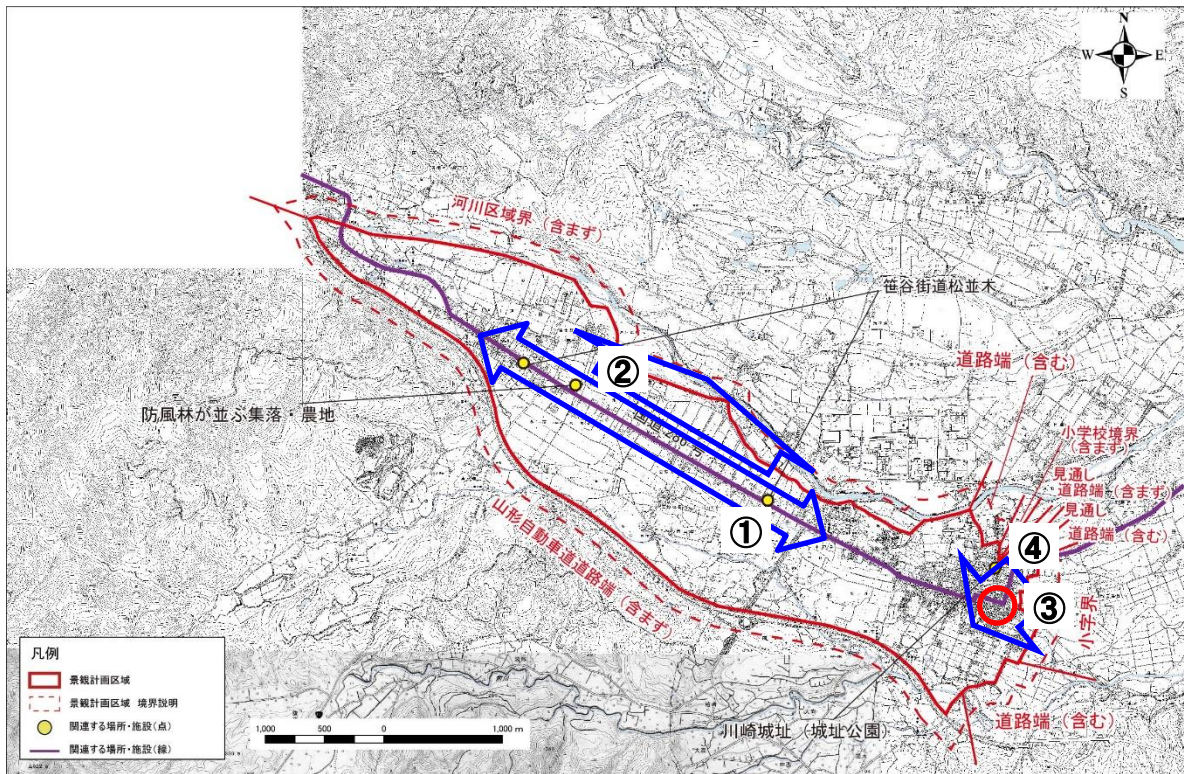 N
W
E
S
河川区域界（含まず）
笹谷街道松並木
道路端（含む）
②
防風林が並ぶ集落・農地
国道 286 号
小学校境界
（含まず）
見通し
道路端（含まず
見通し
道路端（含む）
①
④
山形自動車道道路端（含まず）
③
小字界
凡例
景観計画区域
景観計画区域 境界説明
関連する場所・施設（点）
関連する場所・施設（線）
1,000
500
0
1,000 m
川崎城址（城址公園）
道路端（含む）